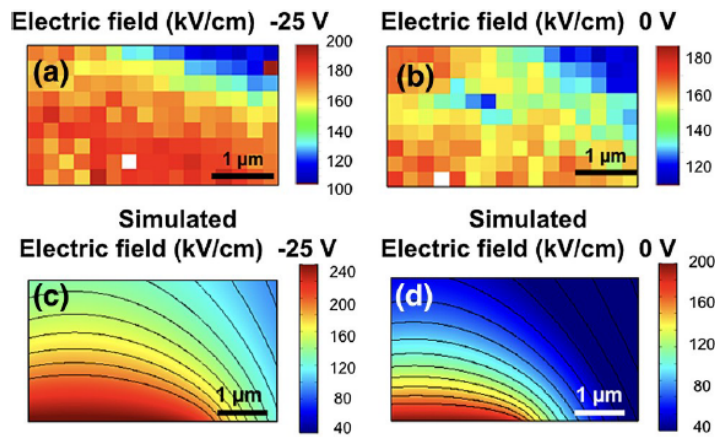 Electric field (kV/cm) -25 V
Electric field (kV/cm) 0 V
(a)
200
180
160
140
120
100
1 µm
(b)
180
160
140
120
1 µm
Simulated
Electric field (kV/cm) -25 V
Simulated
Electric field (kV/cm) 0 V
(c)
240
200
160
120
80
40
1 µm
(d)
200
160
120
80
40
1 µm